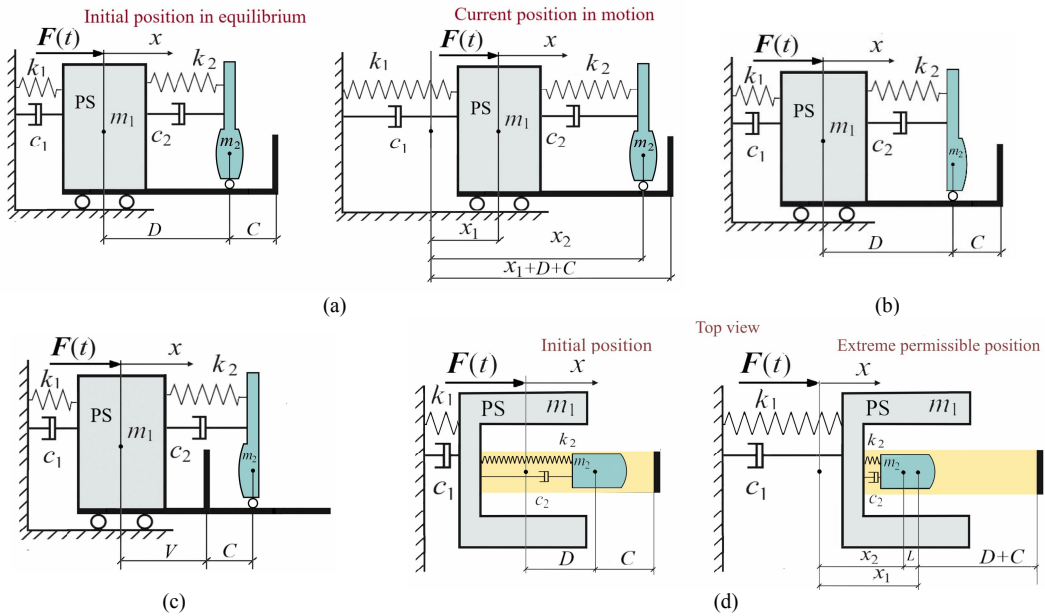 Initial position in equilibrium
F(t) x
k1 k2
PS
m1
c1 c2 m2
D C
Current position in motion
F(t) x
k1 k2
PS
c1 m1 c2 m2
x1 x2
x1+D+C
(a)
F(t) x
k1 k2
PS
m1
c1 c2 m2
D C
(b)
F(t) x
k1 k2
PS
m1
c1 c2 m2
V C
(c)
Top view
Initial position
F(t) x
k1 PS m1
k2
m2
c1 c2
D C
Extreme permissible position
F(t) x
k1 PS m1
k2
m2
c1 c2
x2 L D+C
x1
(d)